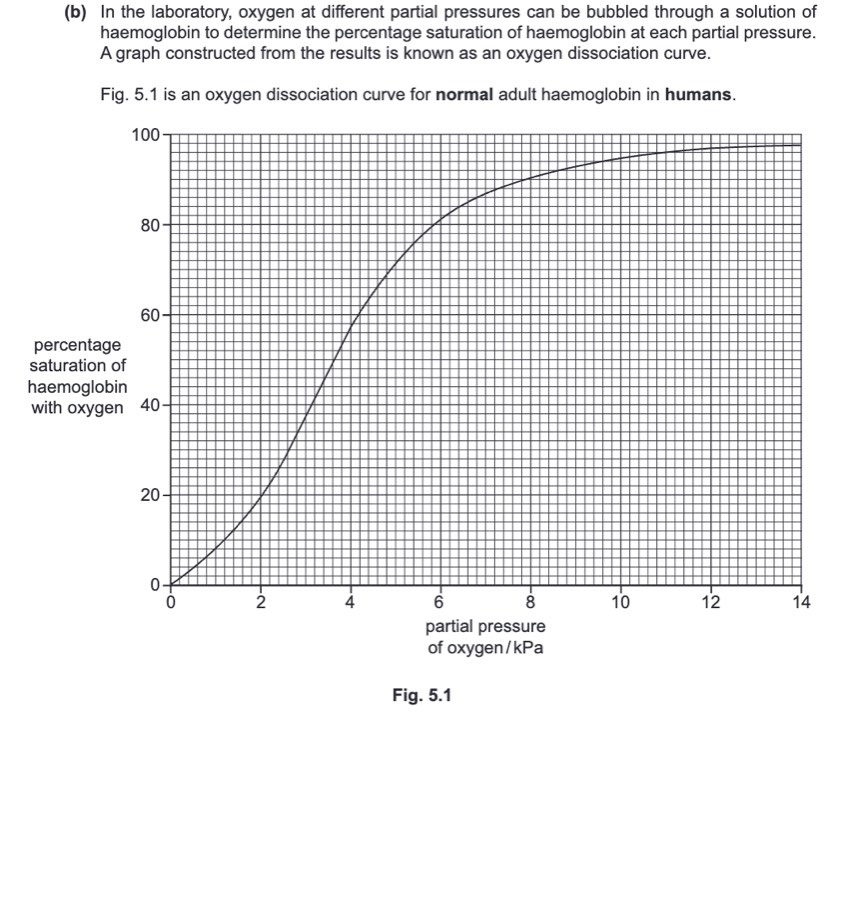 (b) In the laboratory, oxygen at different partial pressures can be bubbled through a solution of
haemoglobin to determine the percentage saturation of haemoglobin at each partial pressure.
A graph constructed from the results is known as an oxygen dissociation curve.
Fig. 5.1 is an oxygen dissociation curve for normal adult haemoglobin in humans.
100
80
60
percentage
saturation of
haemoglobin
with oxygen
40
20
0
0 2 4 6 8 10 12 14
partial pressure
of oxygen/kPa
Fig. 5.1